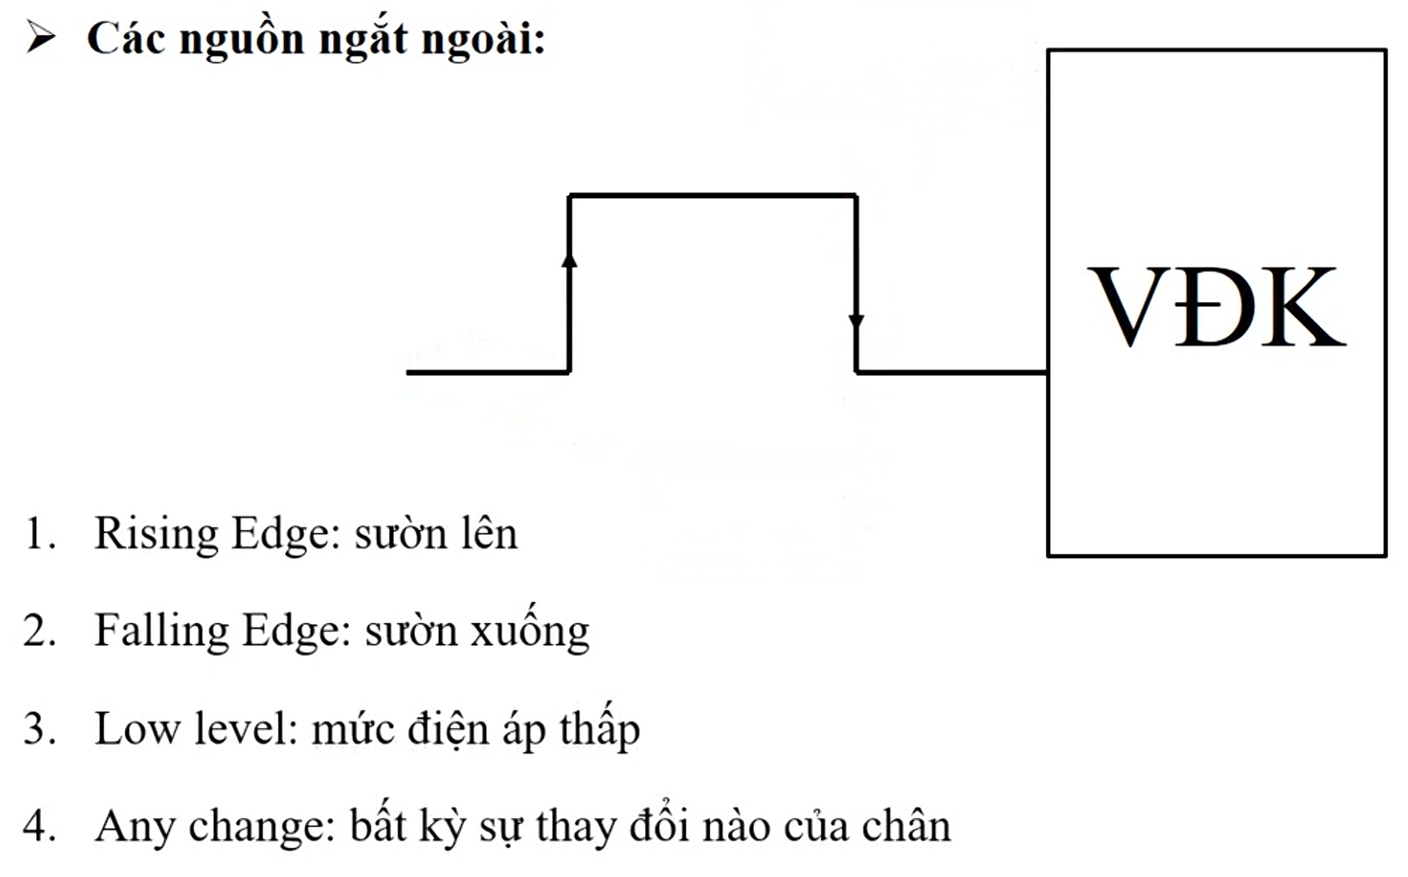 ➢ Các nguồn ngắt ngoài:
VĐK
1. Rising Edge: sườn lên
2. Falling Edge: sườn xuống
3. Low level: mức điện áp thấp
4. Any change: bất kỳ sự thay đổi nào của chân